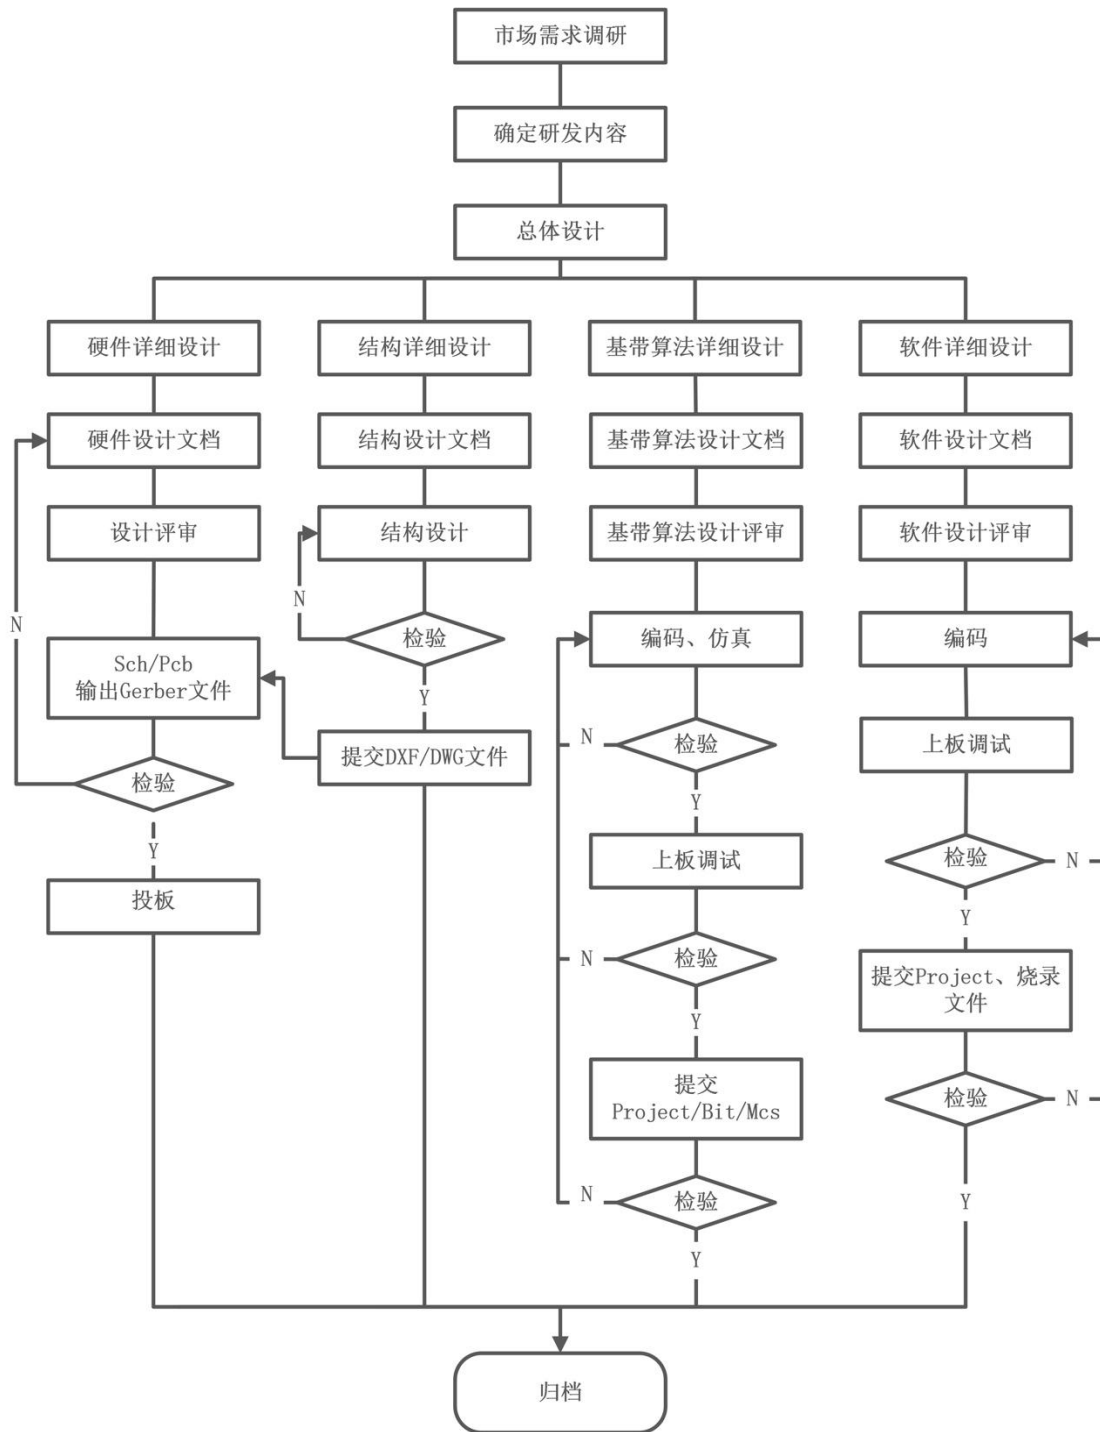 市场需求调研
确定研发内容
总体设计
硬件详细设计
结构详细设计
基带算法详细设计
软件详细设计
硬件设计文档
结构设计文档
基带算法设计文档
软件设计文档
设计评审
结构设计
基带算法设计评审
软件设计评审
N
N
检验
编码、仿真
编码
Sch/Pcb
输出Gerber文件
Y
提交DXF/DWG文件
N
检验
上板调试
检验
Y
Y
上板调试
检验
N
投板
Y
N
检验
提交Project、烧录
文件
Y
提交
Project/Bit/Mcs
检验
N
N
检验
Y
Y
归档